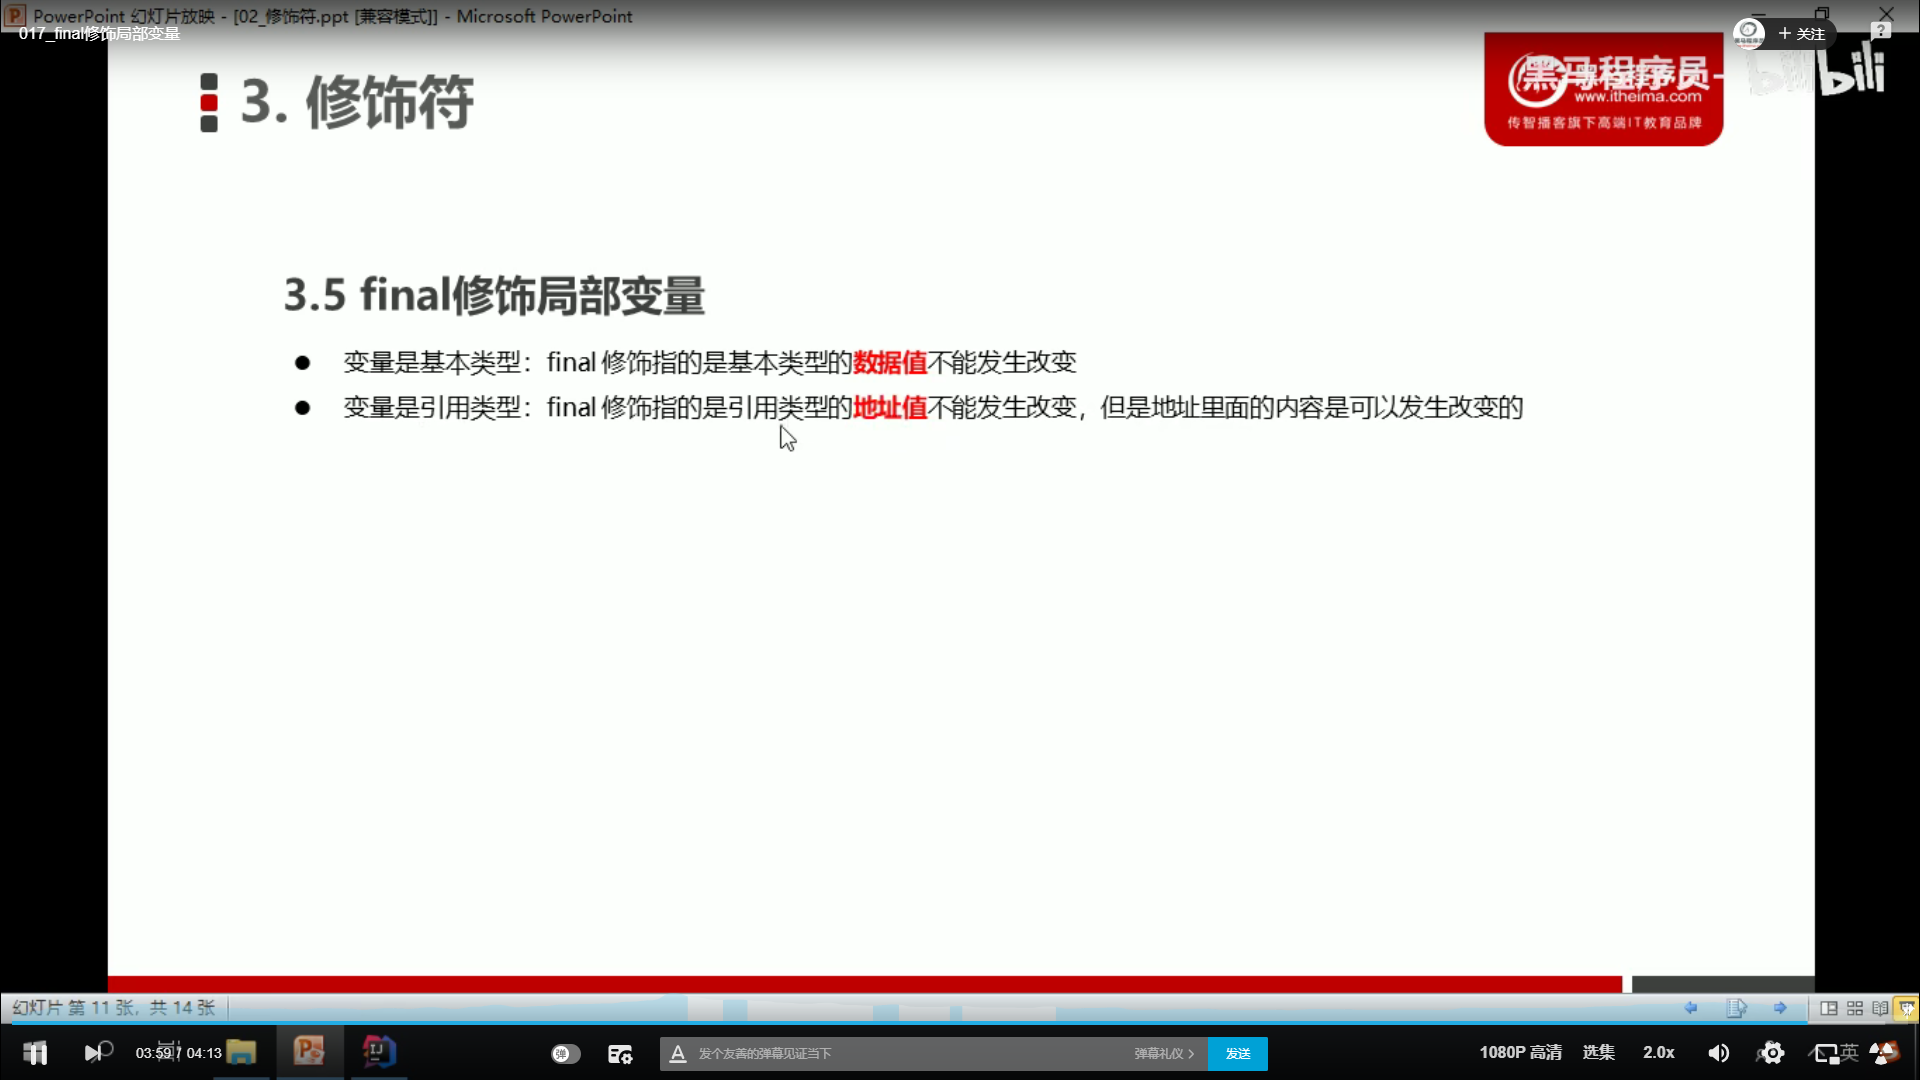 PowerPoint 幻灯片放映 - [02_修饰符.ppt [兼容模式]] - Microsoft PowerPoint
017_final修饰局部变量
+ 关注
黑马程序员-
bilibili
www.itheima.com
传智播客旗下高端IT教育品牌
3. 修饰符
3.5 final修饰局部变量
● 变量是基本类型：final 修饰指的是基本类型的数据值不能发生改变
● 变量是引用类型：final 修饰指的是引用类型的地址值不能发生改变，但是地址里面的内容是可以发生改变的
幻灯片 第 11 张，共 14 张
03:59 / 04:13
弹
发个友善的弹幕见证当下
弹幕礼仪 >
发送
1080P 高清
选集
2.0x
英